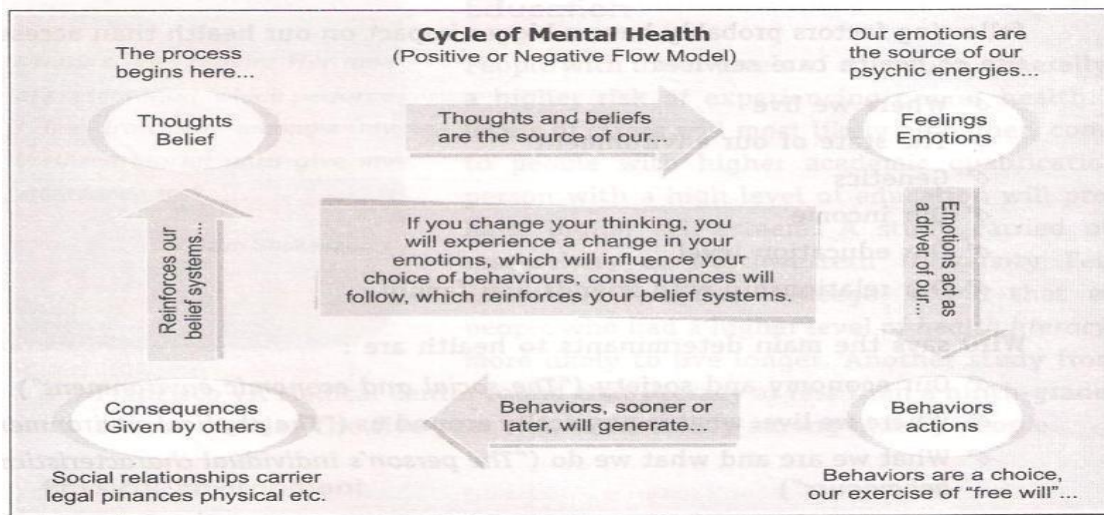 Cycle of Mental Health
(Positive or Negative Flow Model)
The process
begins here...
Thoughts
Belief
Thoughts and beliefs
are the source of our...
Our emotions are
the source of our
psychic energies...
Feelings
Emotions
Emotions act as
a driver of our...
If you change your thinking, you
will experience a change in your
emotions, which will influence your
choice of behaviours, consequences will
follow, which reinforces your belief systems.
Behaviors
actions
Behaviors are a choice,
our exercise of “free will”...
Behaviors, sooner or
later, will generate...
Consequences
Given by others
Social relationships carrier
legal pinances physical etc.
Reinforces our
belief systems...